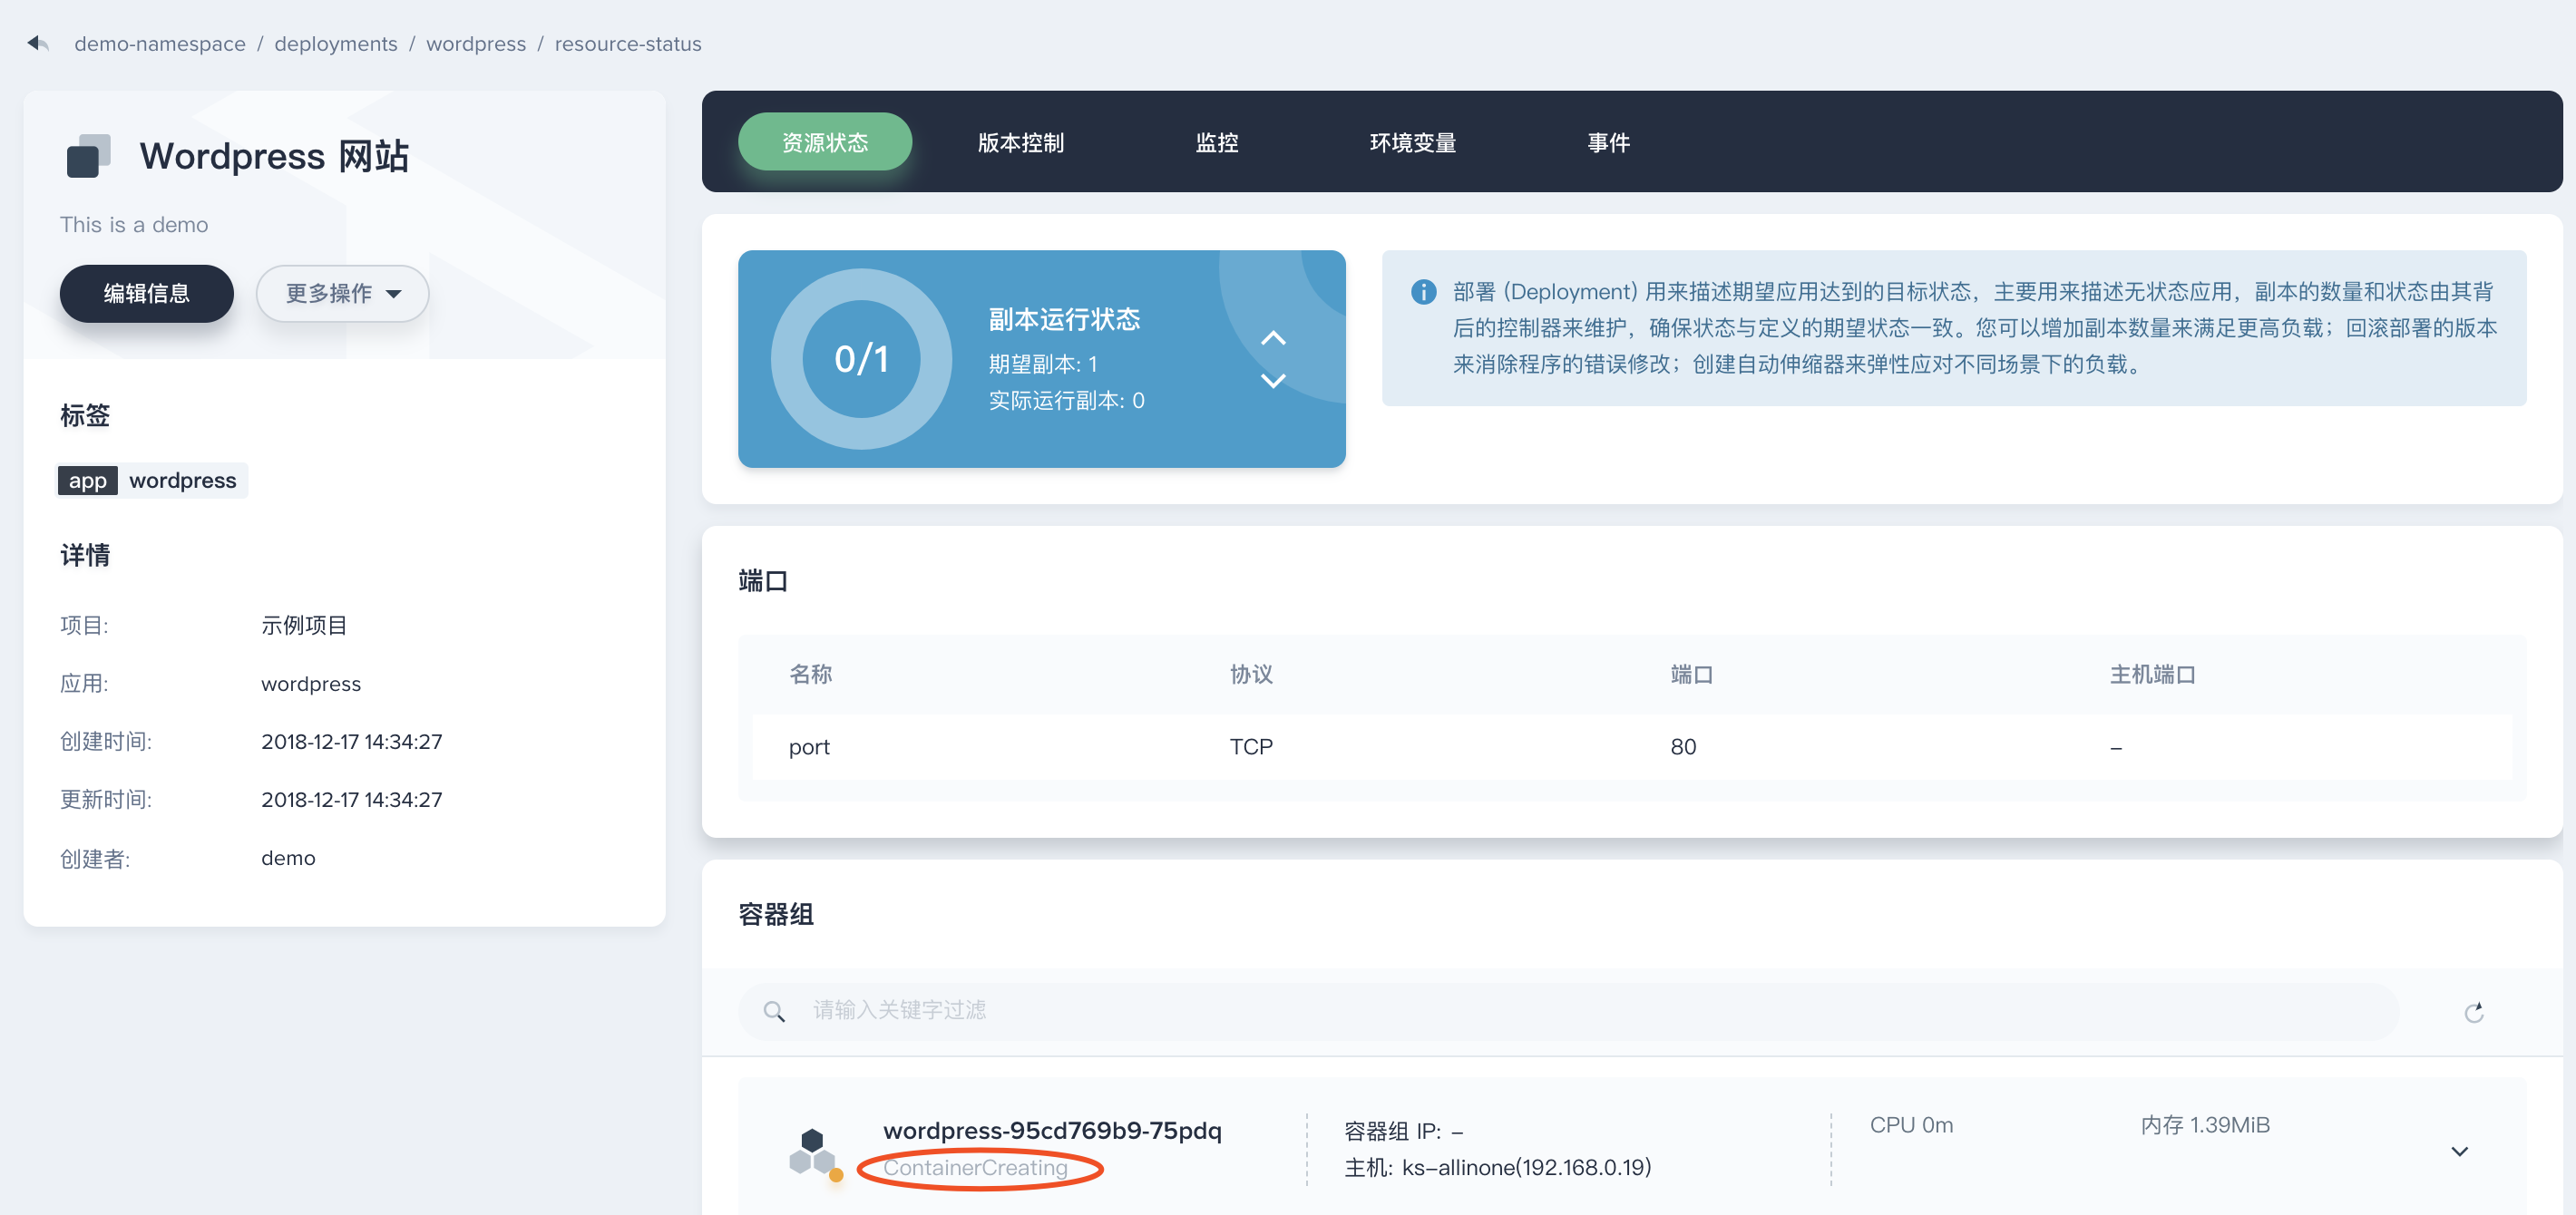 demo-namespace / deployments / wordpress / resource-status
Wordpress 网站
This is a demo
编辑信息
更多操作
标签
app wordpress
详情
项目: 示例项目
应用: wordpress
创建时间: 2018-12-17 14:34:27
更新时间: 2018-12-17 14:34:27
创建者: demo
资源状态 版本控制 监控 环境变量 事件
0/1
副本运行状态
期望副本: 1
实际运行副本: 0
部署 (Deployment) 用来描述期望应用达到的目标状态，主要用来描述无状态应用，副本的数量和状态由其背
后的控制器来维护，确保状态与定义的期望状态一致。您可以增加副本数量来满足更高负载；回滚部署的版本
来消除程序的错误修改；创建自动伸缩器来弹性应对不同场景下的负载。
端口
名称 协议 端口 主机端口
port TCP 80 –
容器组
请输入关键字过滤
wordpress-95cd769b9-75pdq
ContainerCreating
容器组 IP: –
主机: ks-allinone(192.168.0.19)
CPU 0m
内存 1.39MiB